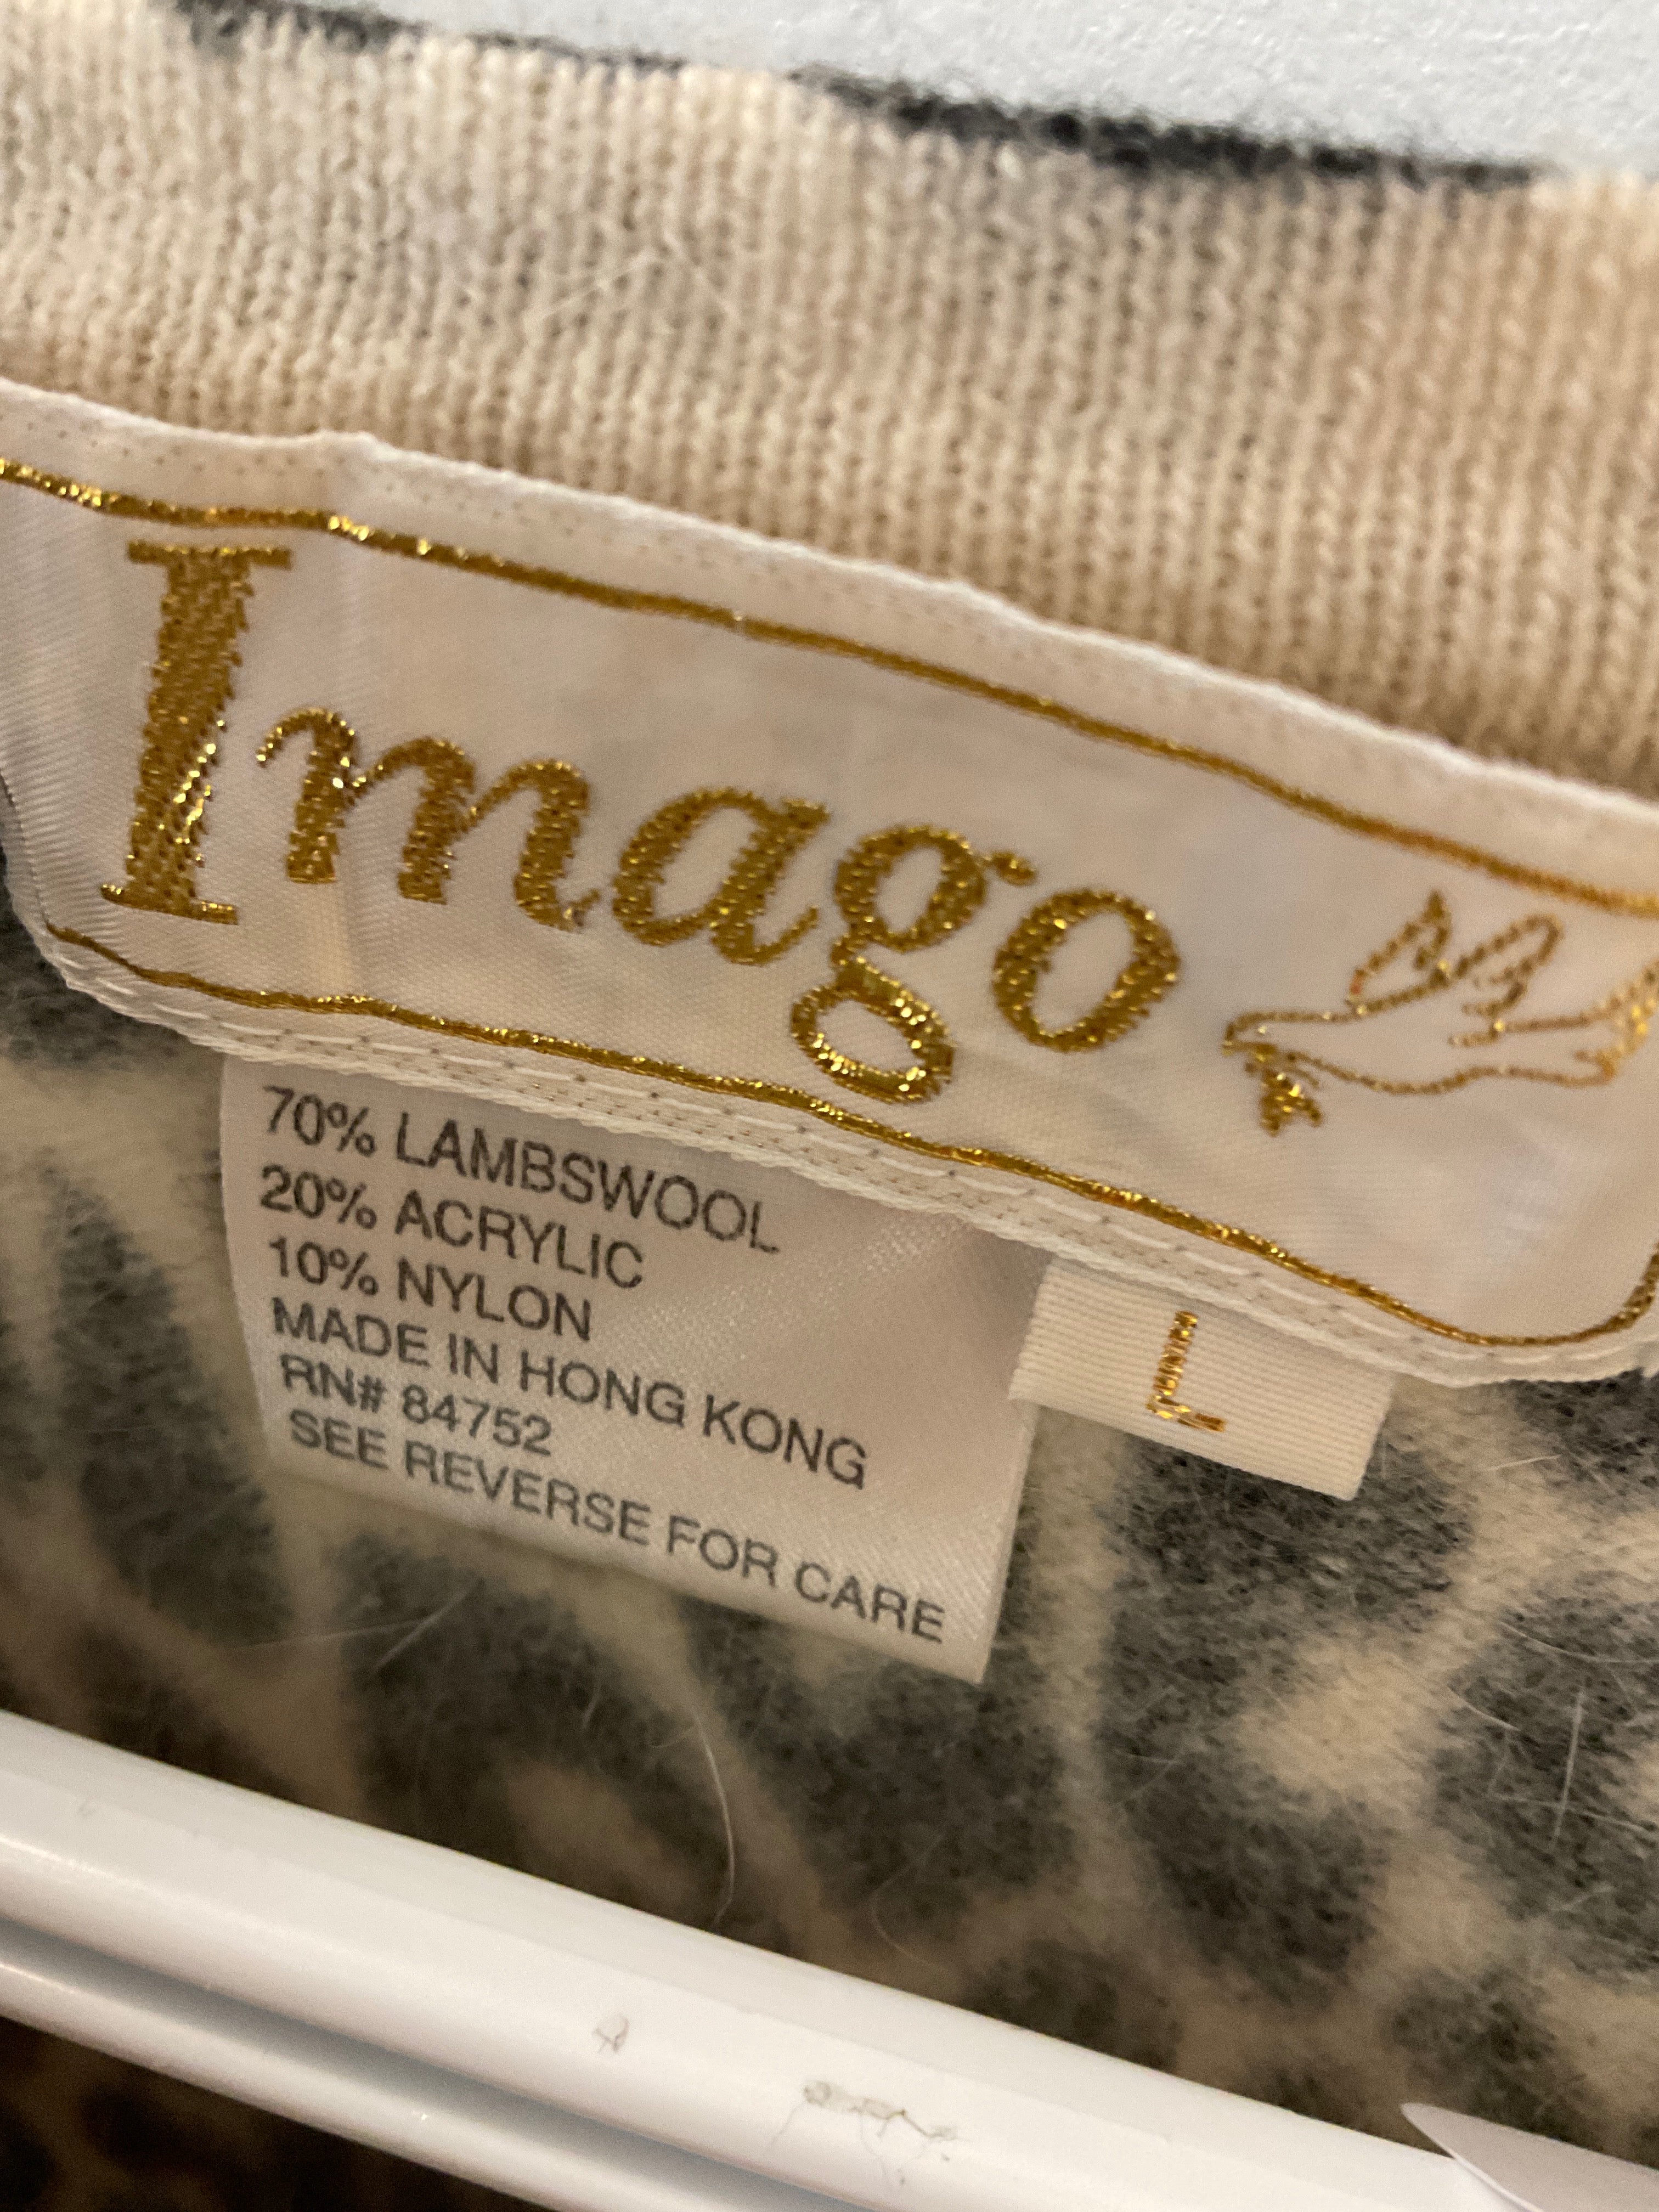 Imago
70% LAMBSWOOL
20% ACRYLIC
10% NYLON
MADE IN HONG KONG
RN# 84752
SEE REVERSE FOR CARE
L